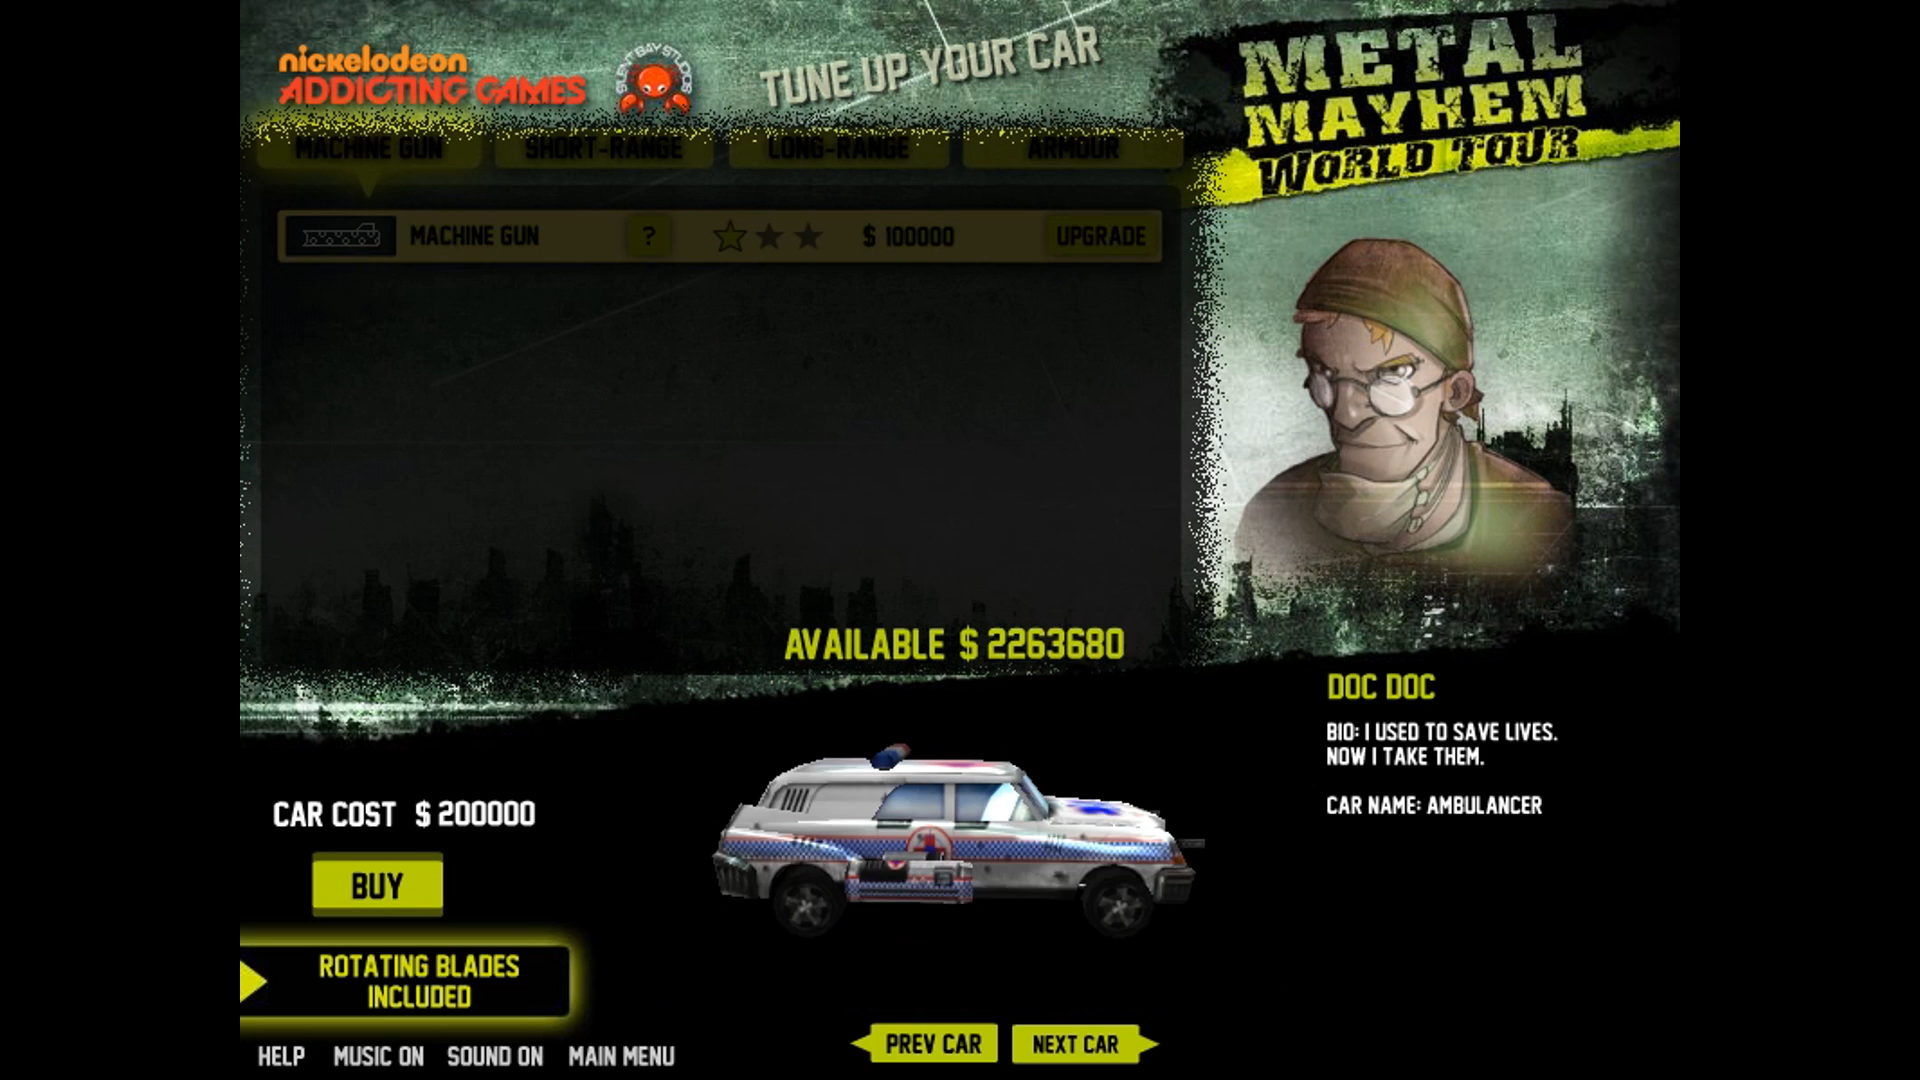 nickelodeon
ADDICTING GAMES
SILENT BAY STUDIOS
TUNE UP YOUR CAR
METAL
MAYHEM
WORLD TOUR
MACHINE GUN
SHORT-RANGE
LONG-RANGE
ARMOUR
MACHINE GUN ? $ 100000 UPGRADE
AVAILABLE $ 2263680
DOC DOC
BIO: I USED TO SAVE LIVES.
NOW I TAKE THEM.
CAR NAME: AMBULANCER
CAR COST $ 200000
BUY
ROTATING BLADES
INCLUDED
PREV CAR
NEXT CAR
HELP
MUSIC ON
SOUND ON
MAIN MENU